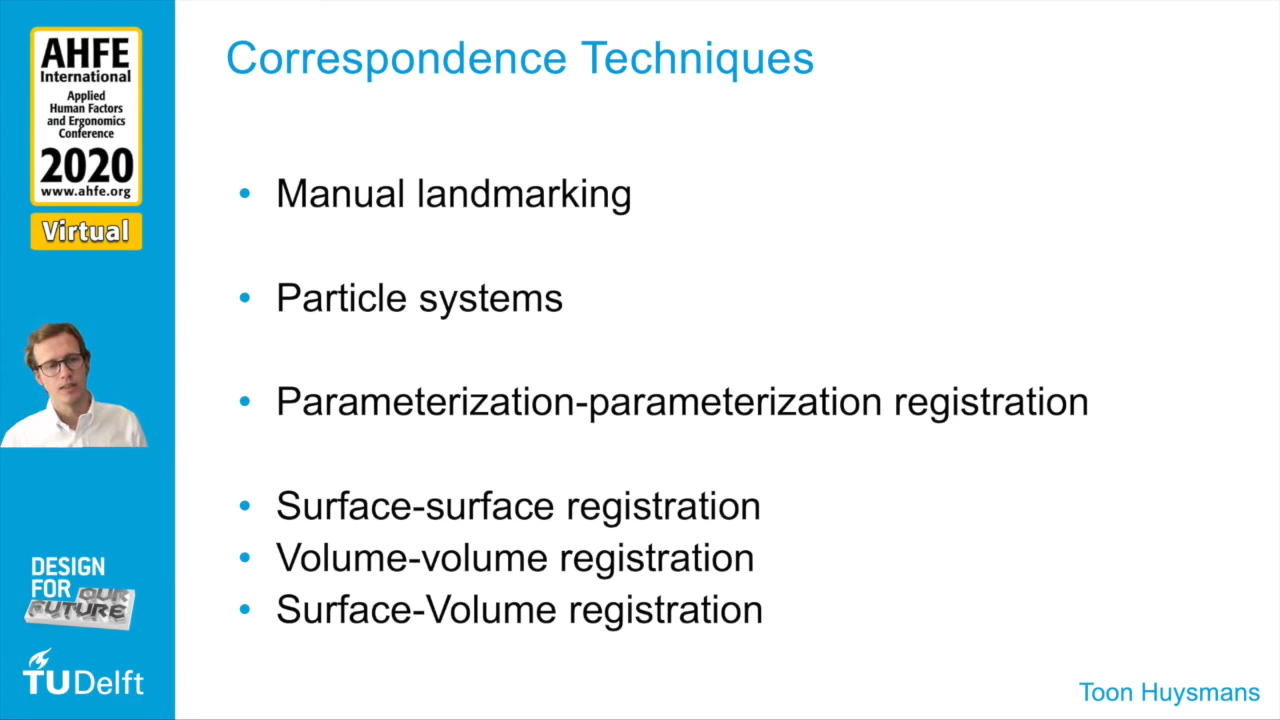 AHFE
International
Applied
Human Factors
and Ergonomics
Conference
2020
www.ahfe.org
Virtual
DESIGN
FOR OUR
FUTURE
TUDelft
Correspondence Techniques
• Manual landmarking
• Particle systems
• Parameterization-parameterization registration
• Surface-surface registration
• Volume-volume registration
• Surface-Volume registration
Toon Huysmans